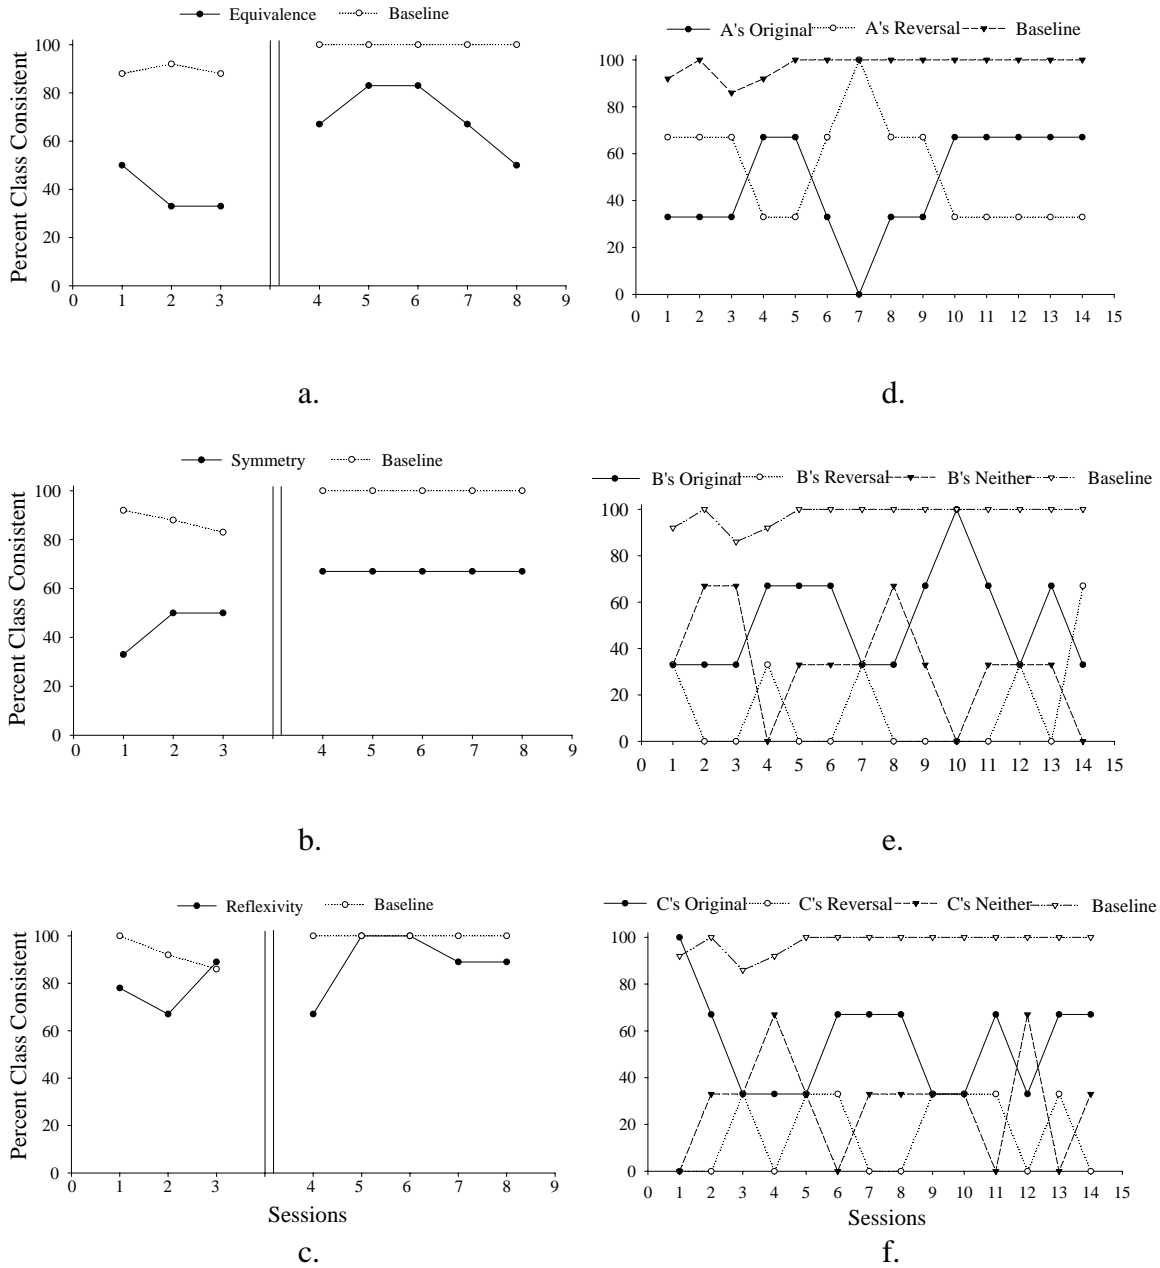 Equivalence Baseline
Percent Class Consistent
100
80
60
40
20
0
0 1 2 3 4 5 6 7 8 9
a.
A's Original A's Reversal Baseline
100
80
60
40
20
0
0 1 2 3 4 5 6 7 8 9 10 11 12 13 14 15
d.
Symmetry Baseline
Percent Class Consistent
100
80
60
40
20
0
0 1 2 3 4 5 6 7 8 9
b.
B's Original B's Reversal B's Neither Baseline
100
80
60
40
20
0
0 1 2 3 4 5 6 7 8 9 10 11 12 13 14 15
e.
Reflexivity Baseline
Percent Class Consistent
100
80
60
40
20
0
0 1 2 3 4 5 6 7 8 9
Sessions
c.
C's Original C's Reversal C's Neither Baseline
100
80
60
40
20
0
0 1 2 3 4 5 6 7 8 9 10 11 12 13 14 15
Sessions
f.